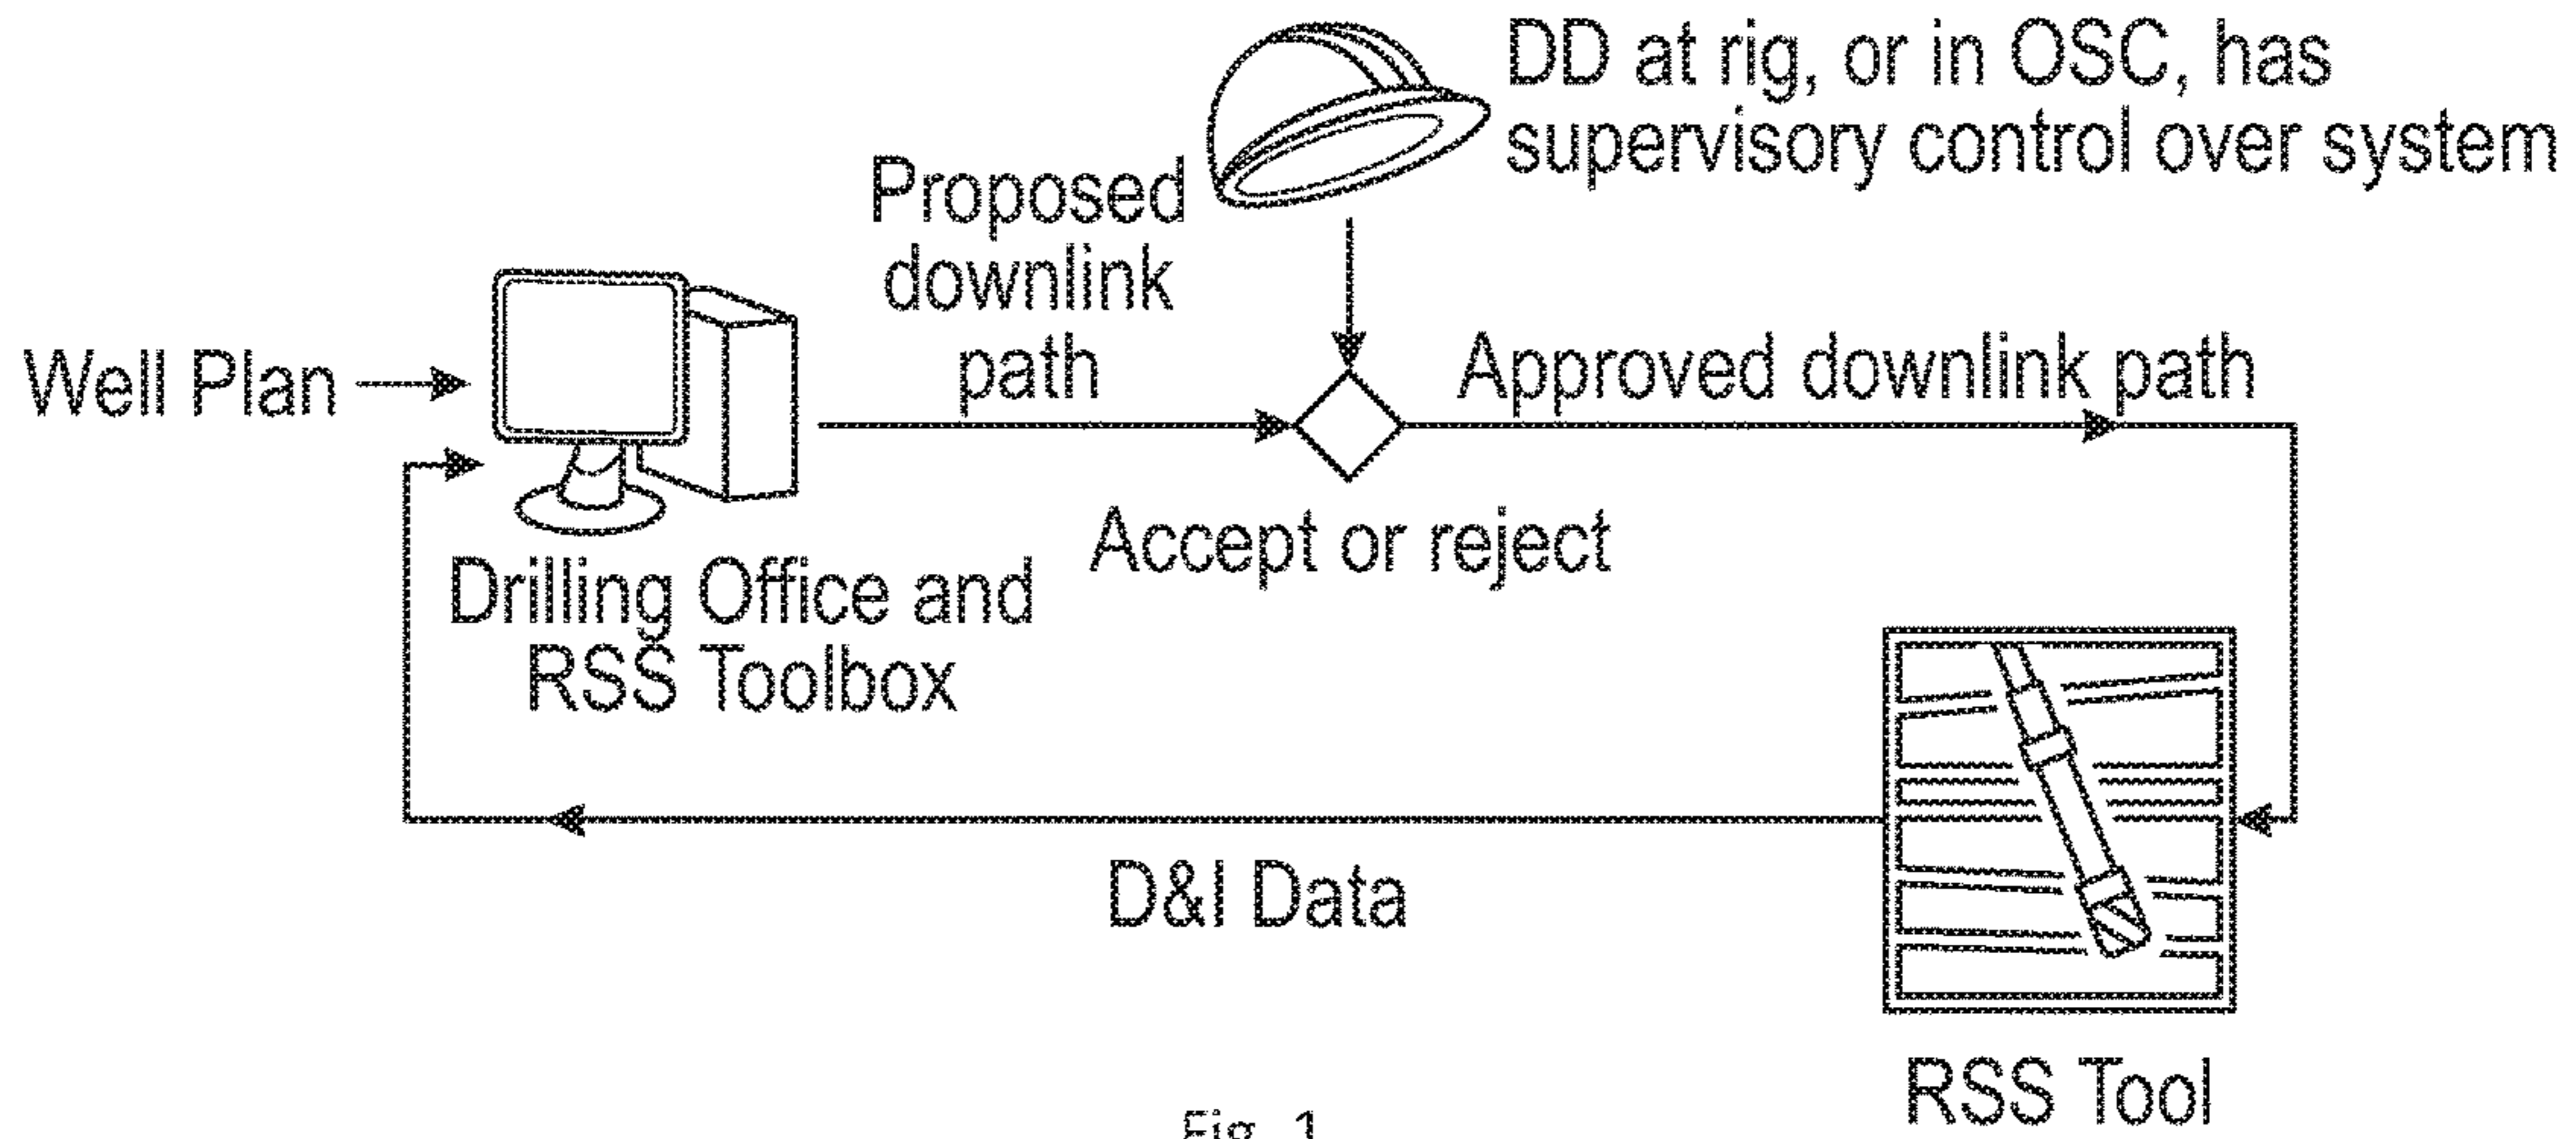 DD at rig, or in OSC, has
supervisory control over system
Proposed
downlink
path
Well Plan
Approved downlink path
Accept or reject
Drilling Office and
RSS Toolbox
D&I Data
RSS Tool
Fig. 1